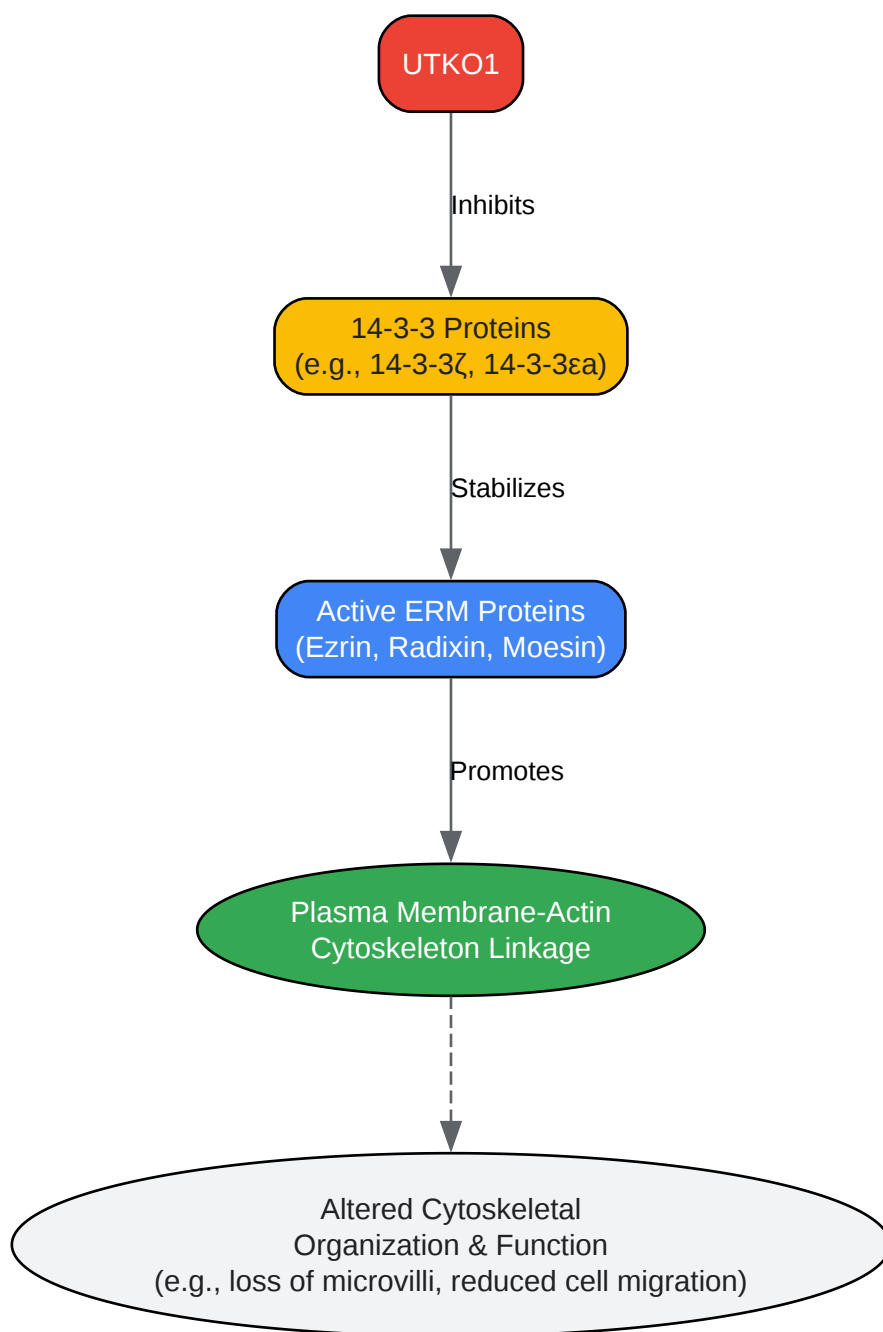 UTKO1
Inhibits
14-3-3 Proteins
(e.g., 14-3-3ζ, 14-3-3εa)
Stabilizes
Active ERM Proteins
(Ezrin, Radixin, Moesin)
Promotes
Plasma Membrane-Actin
Cytoskeleton Linkage
Altered Cytoskeletal
Organization & Function
(e.g., loss of microvilli, reduced cell migration)